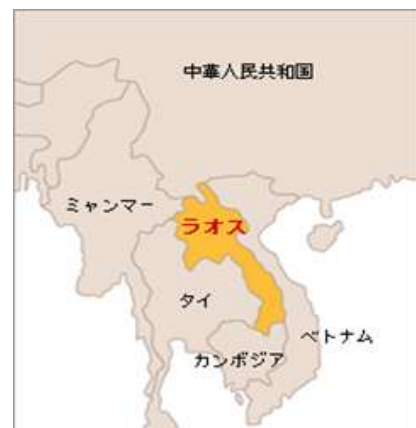 中華人民共和国
ミャンマー
ラオス
タイ
ベトナム
カンボジア